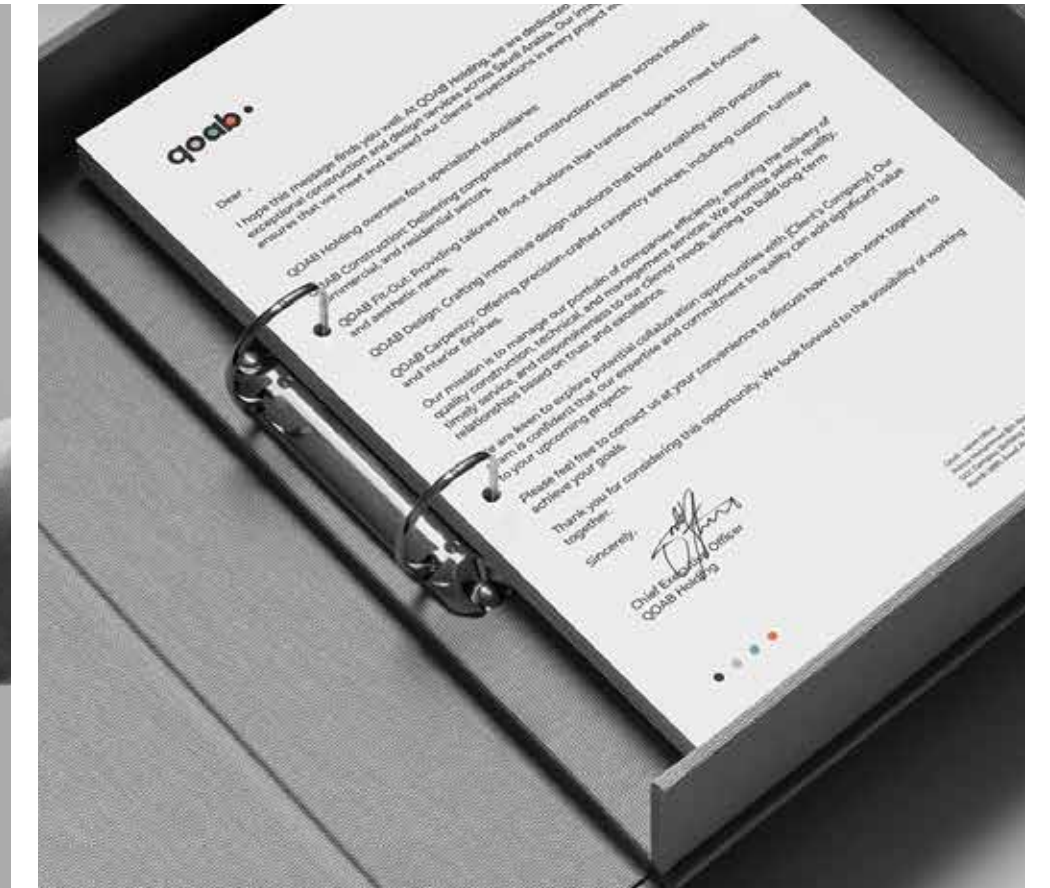 qoab
Dear ,
I hope this message finds you well. At QOAB Holding, we are dedicated
exceptional construction and design services across Saudi Arabia. Our
ensures that we meet and exceed our clients' expectations in every project
QOAB Holding oversees four specialized subsidiaries:
QOAB Construction: Delivering comprehensive construction services across industrial,
commercial, and residential sectors.
QOAB Fit-Out: Providing tailored fit-out solutions that transform spaces to meet functional
and aesthetic needs.
QOAB Design: Crafting innovative design solutions that blend creativity with practicality.
QOAB Carpentry: Offering precision-crafted carpentry services, including custom furniture
and interior finishes.
Our mission is to manage our portfolio of companies efficiently, ensuring the delivery of
quality construction, technical, and management services. We prioritize safety, quality,
timely service, and responsiveness to our clients' needs, aiming to build long-term
relationships based on trust and excellence.
are keen to explore potential collaboration opportunities with [Client's Company]. Our
team is confident that our expertise and commitment to quality can add significant value
to your upcoming projects.
Please feel free to contact us at your convenience to discuss how we can work together to
achieve your goals.
Thank you for considering this opportunity. We look forward to the possibility of working
together.
Sincerely,
Chief Executive Officer
QOAB Holding